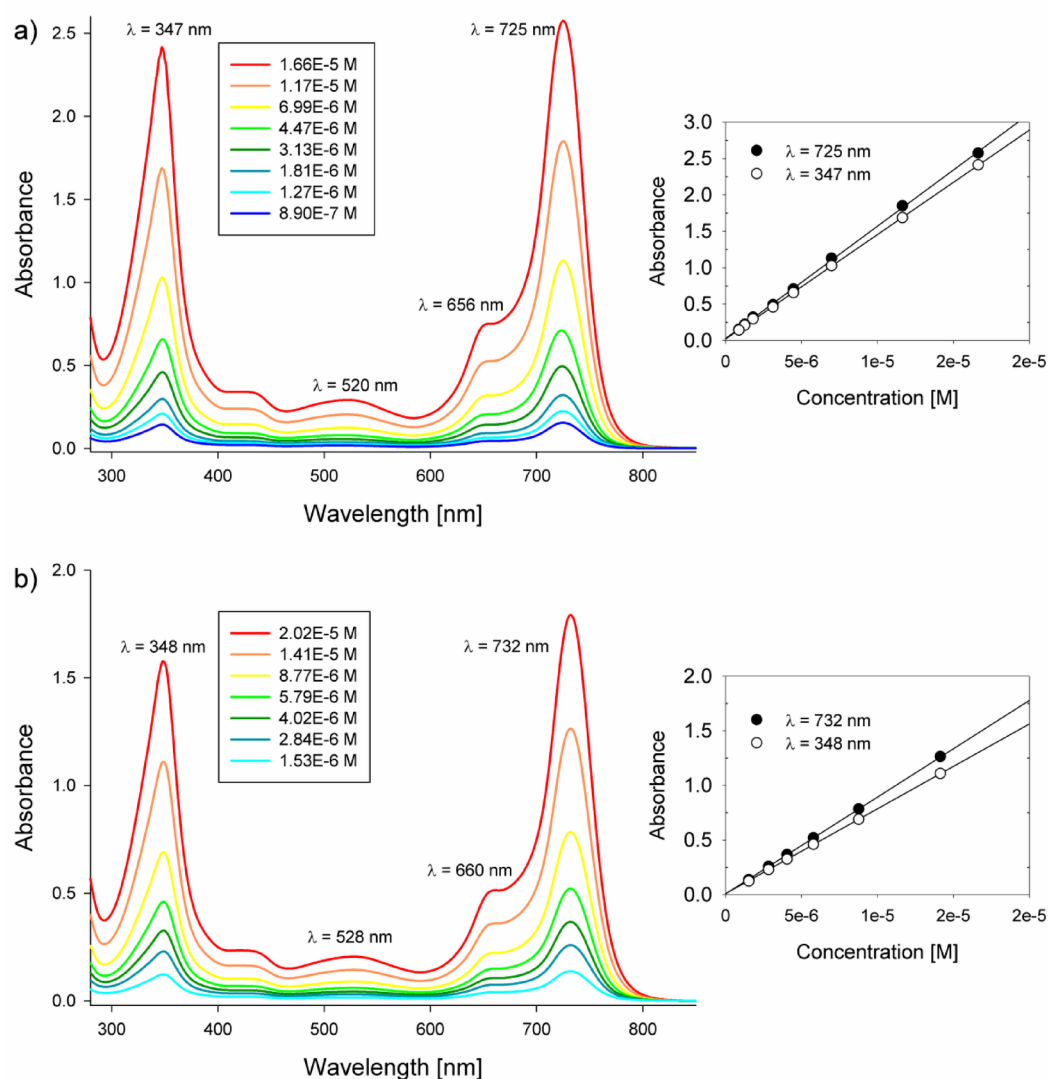 a)
λ = 347 nm
λ = 725 nm
λ = 656 nm
λ = 520 nm
1.66E-5 M
1.17E-5 M
6.99E-6 M
4.47E-6 M
3.13E-6 M
1.81E-6 M
1.27E-6 M
8.90E-7 M
Absorbance
2.5
2.0
1.5
1.0
0.5
0.0
300 400 500 600 700 800
Wavelength [nm]
λ = 725 nm
λ = 347 nm
Absorbance
3.0
2.5
2.0
1.5
1.0
0.5
0.0
0 5e-6 1e-5 2e-5 2e-5
Concentration [M]
b)
λ = 348 nm
λ = 732 nm
λ = 660 nm
λ = 528 nm
2.02E-5 M
1.41E-5 M
8.77E-6 M
5.79E-6 M
4.02E-6 M
2.84E-6 M
1.53E-6 M
Absorbance
2.0
1.5
1.0
0.5
0.0
300 400 500 600 700 800
Wavelength [nm]
λ = 732 nm
λ = 348 nm
Absorbance
2.0
1.5
1.0
0.5
0.0
0 5e-6 1e-5 2e-5 2e-5
Concentration [M]